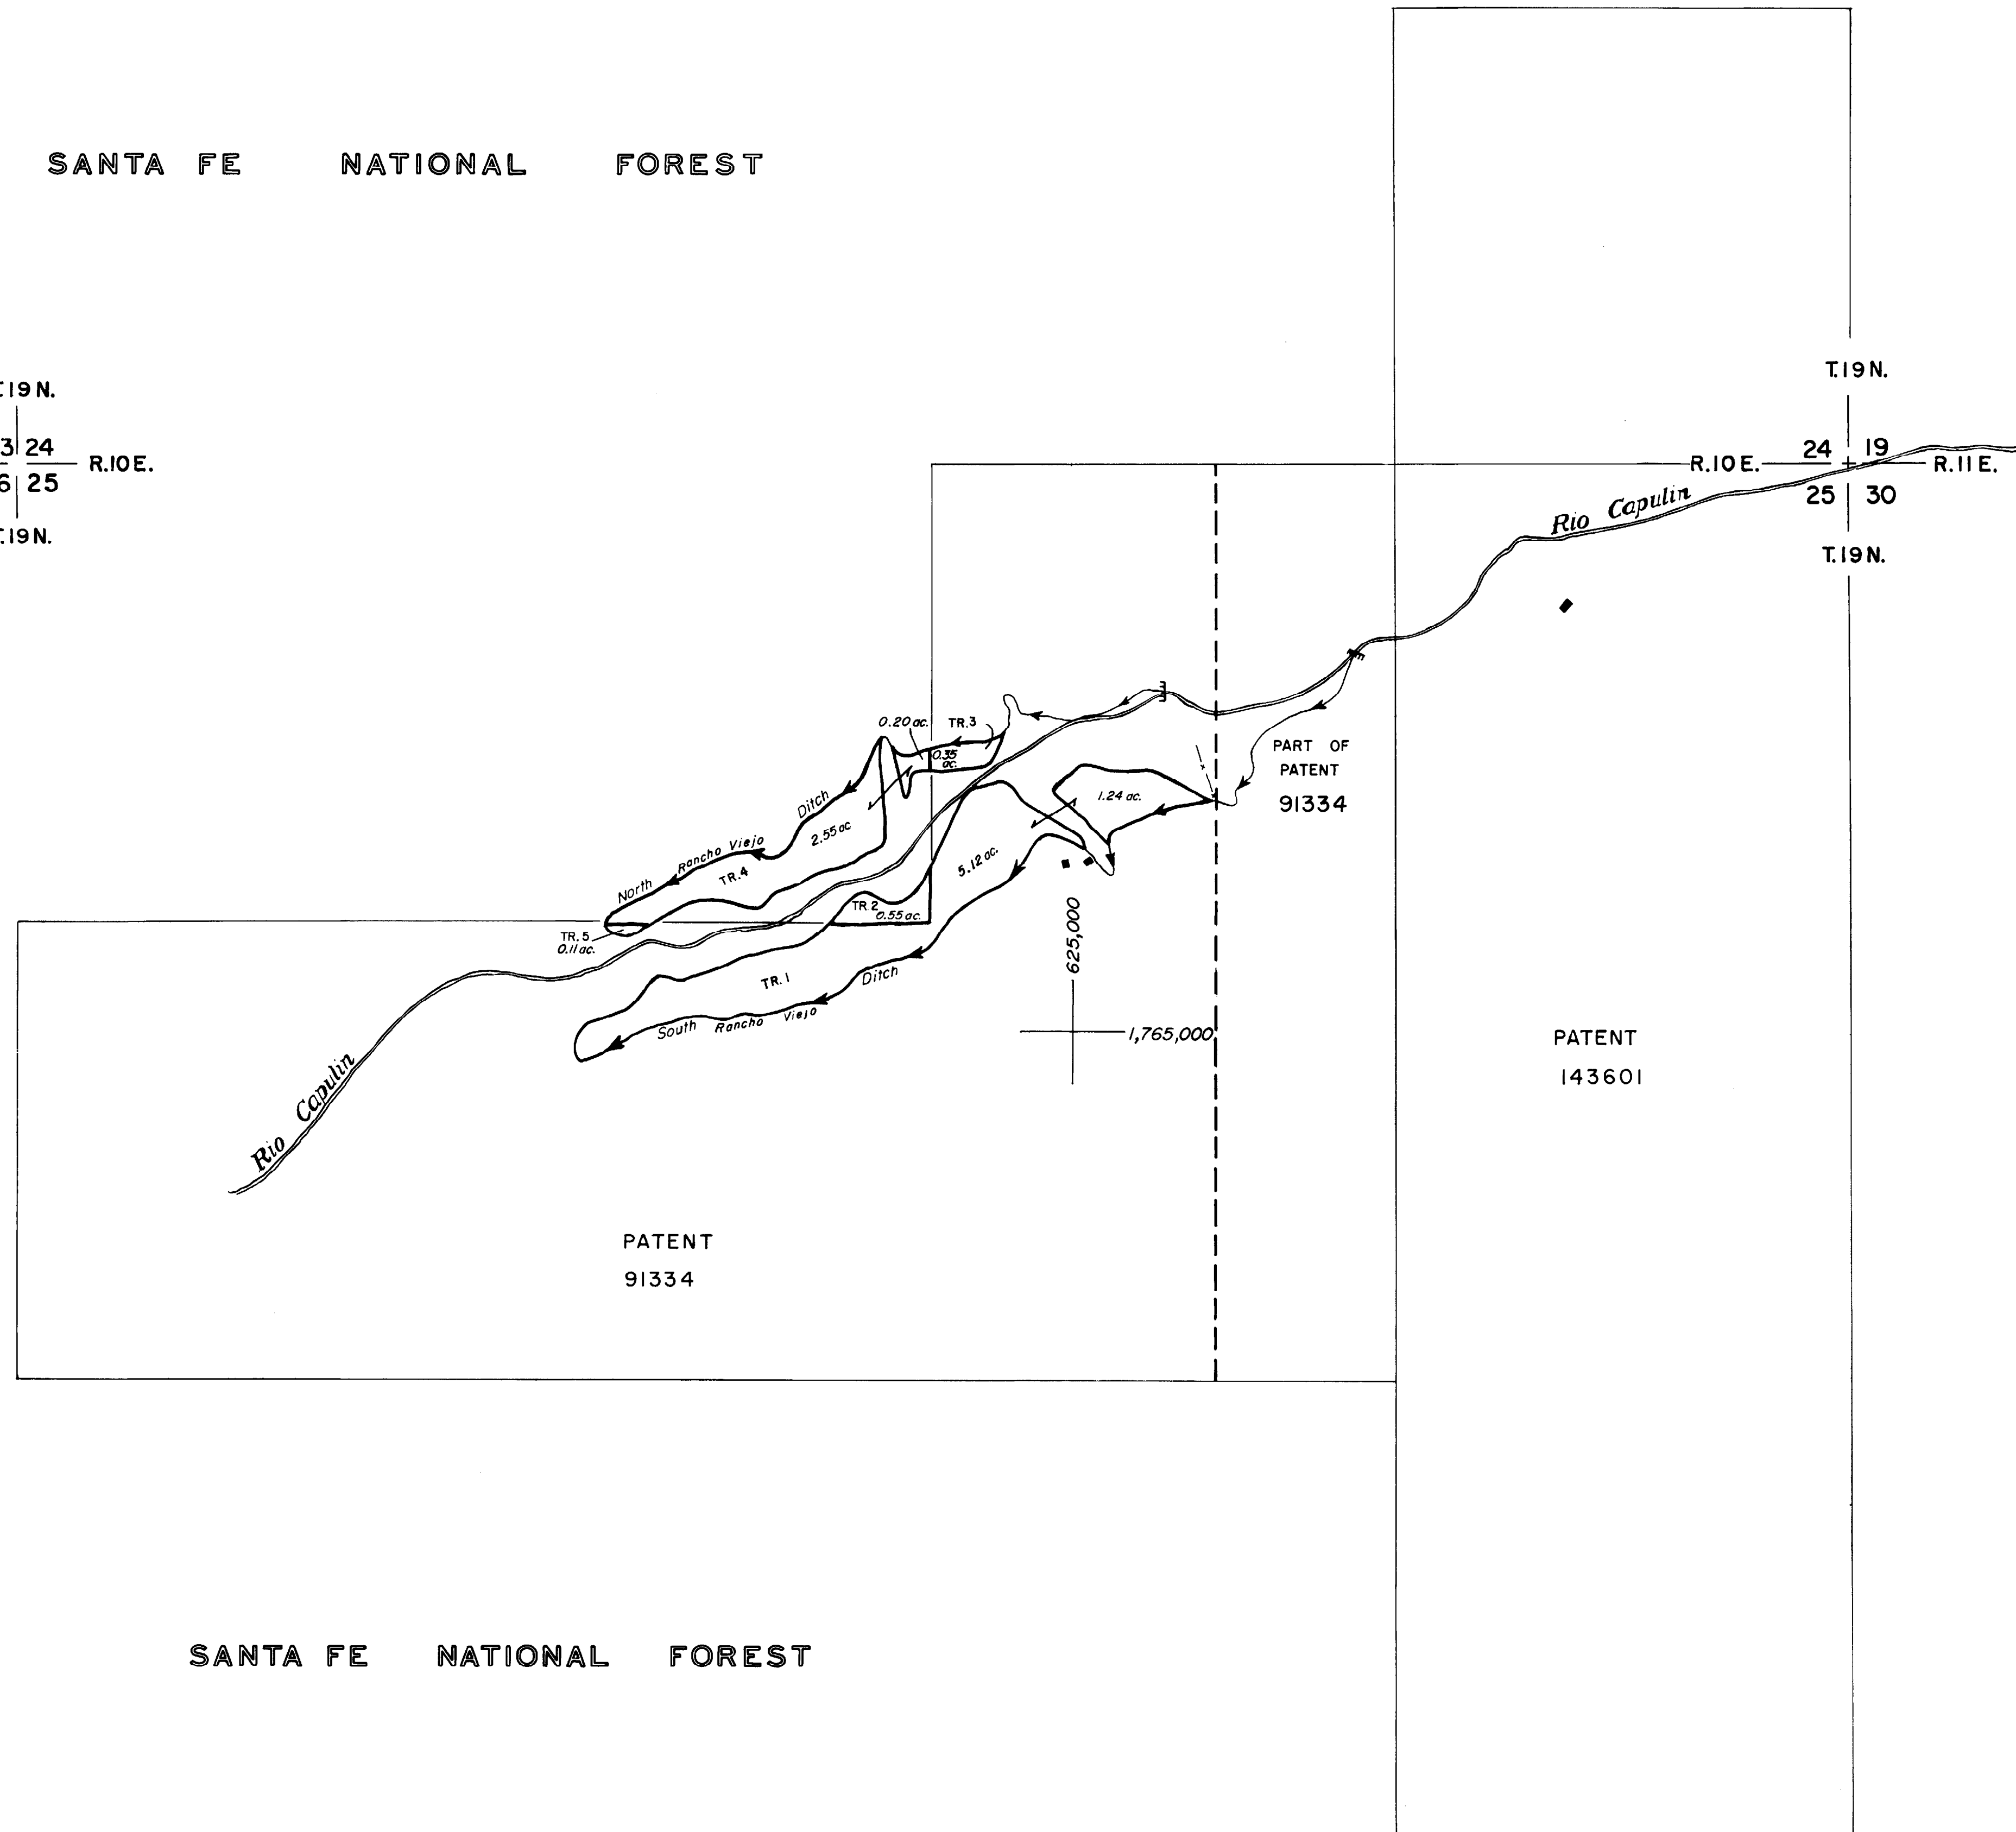 SANTA FE NATIONAL FOREST
T.19N.
24 19
R.10E. R.11E.
25 30
T.19N.
.19N.
3 24
R.10E.
6 25
.19N.
Rio Capulin
0.20 ac. TR.3
0.35
ac.
PART OF
PATENT
91334
1.24 ac.
North Rancho Viejo Ditch
2.55 ac
TR.4
5.12 ac.
TR.2
0.55 ac.
TR.5
0.11 ac.
TR.1
South Rancho Viejo Ditch
625,000
1,765,000
PATENT
143601
Rio Capulin
PATENT
91334
SANTA FE NATIONAL FOREST